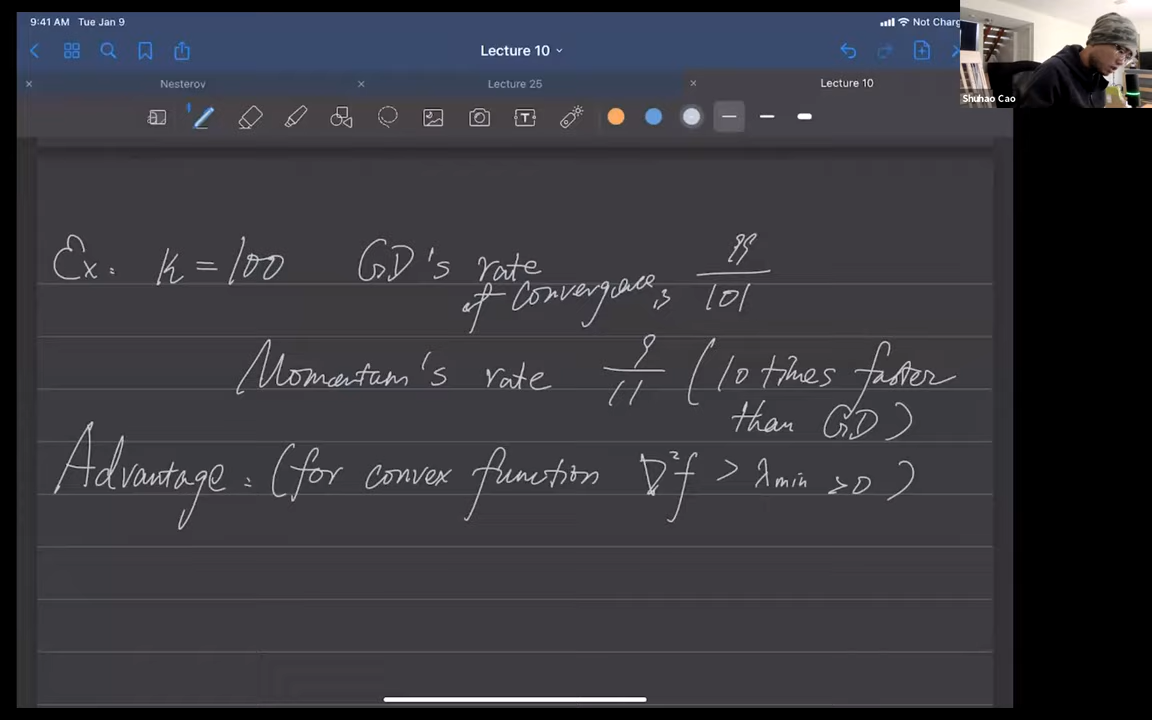 9:41 AM Tue Jan 9
Not Charg
Lecture 10
Nesterov
Lecture 25
Lecture 10
Shuhao Cao
Ex. K = 100 GD's rate of convergence is 99/101
Momentum's rate 9/11 (10 times faster
than GD)
Advantage: (for convex function ∇²f > λmin >0)